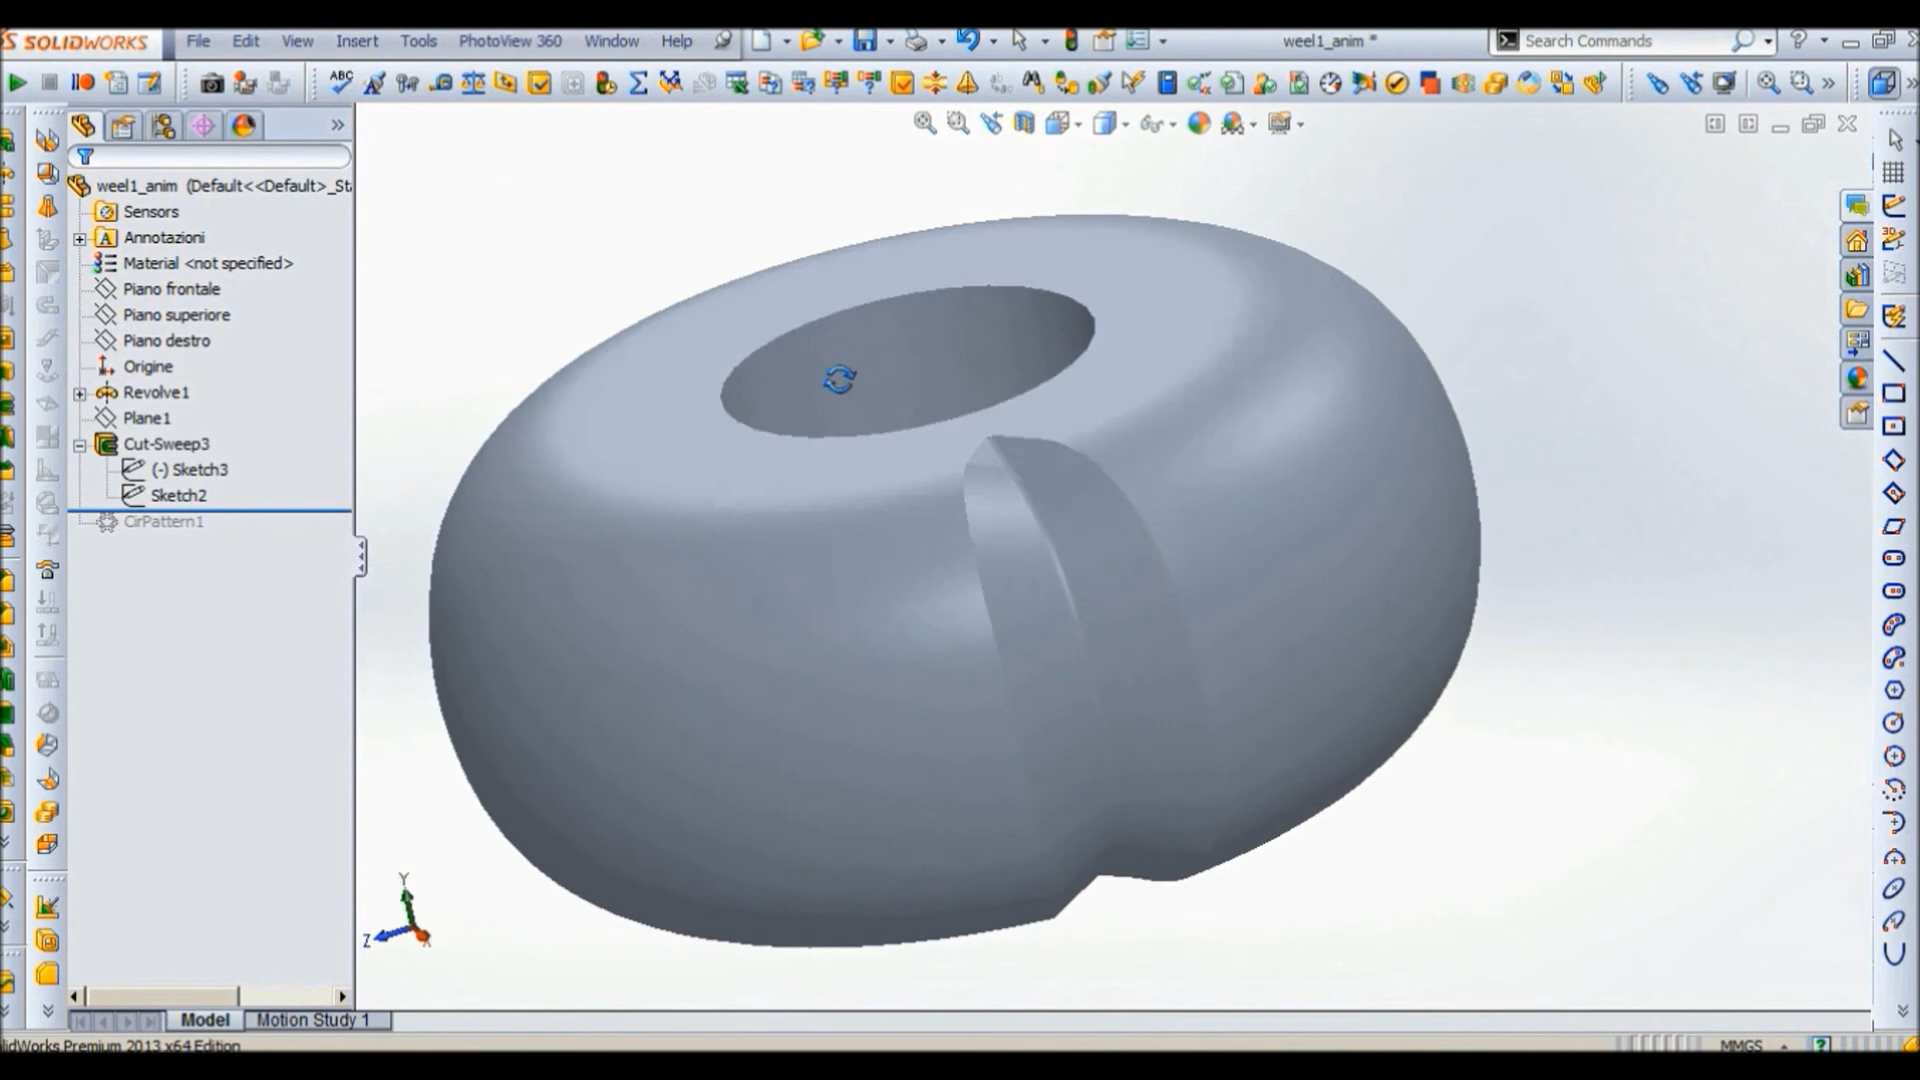 SOLIDWORKS File Edit View Insert Tools PhotoView 360 Window Help weel1_anim * Search Commands
ABC
weel1_anim (Default<<Default>_St
Sensors
Annotazioni
Material <not specified>
Piano frontale
Piano superiore
Piano destro
Origine
Revolve1
Plane1
Cut-Sweep3
(-) Sketch3
Sketch2
CirPattern1
3D
Y
Z
X
Model Motion Study 1
lidWorks Premium 2013 x64 Edition MMGS